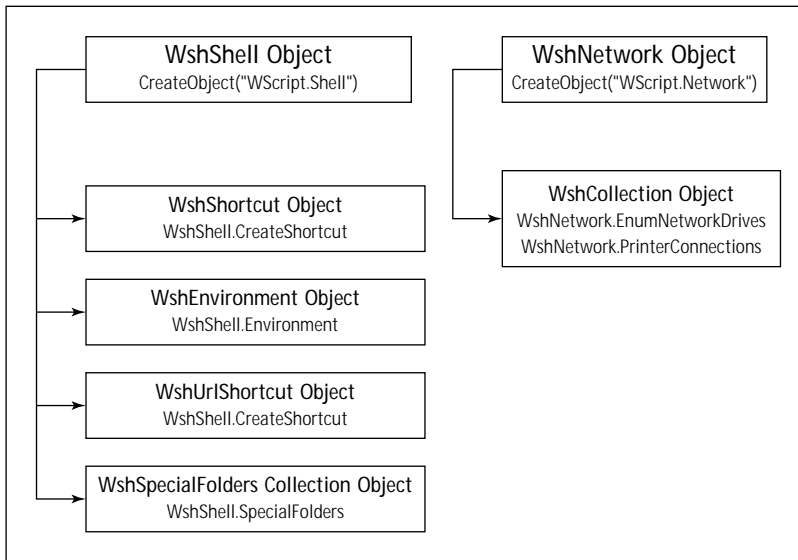 WshShell Object
CreateObject("WScript.Shell")
WshNetwork Object
CreateObject("WScript.Network")
WshShortcut Object
WshShell.CreateShortcut
WshCollection Object
WshNetwork.EnumNetworkDrives
WshNetwork.PrinterConnections
WshEnvironment Object
WshShell.Environment
WshUrlShortcut Object
WshShell.CreateShortcut
WshSpecialFolders Collection Object
WshShell.SpecialFolders